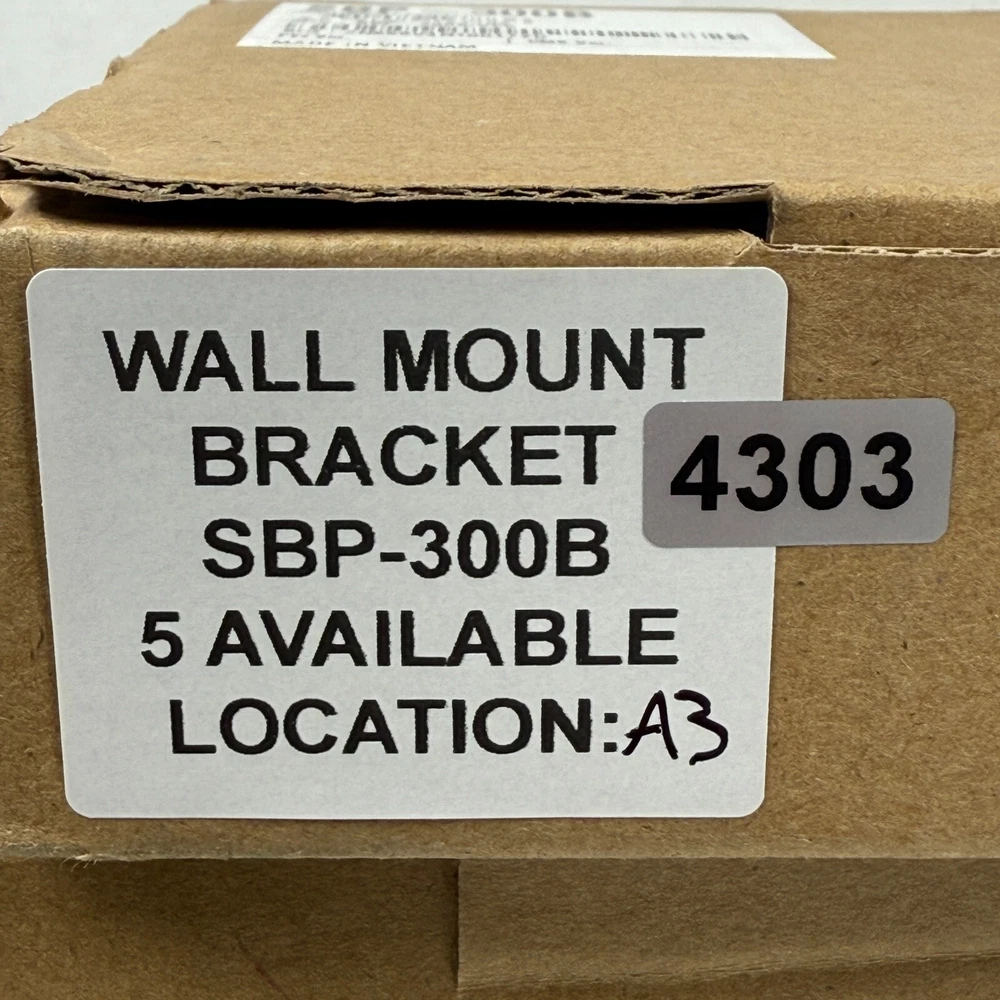 MADE IN VIETNAM
WALL MOUNT
BRACKET
4303
SBP-300B
5 AVAILABLE
LOCATION:A3